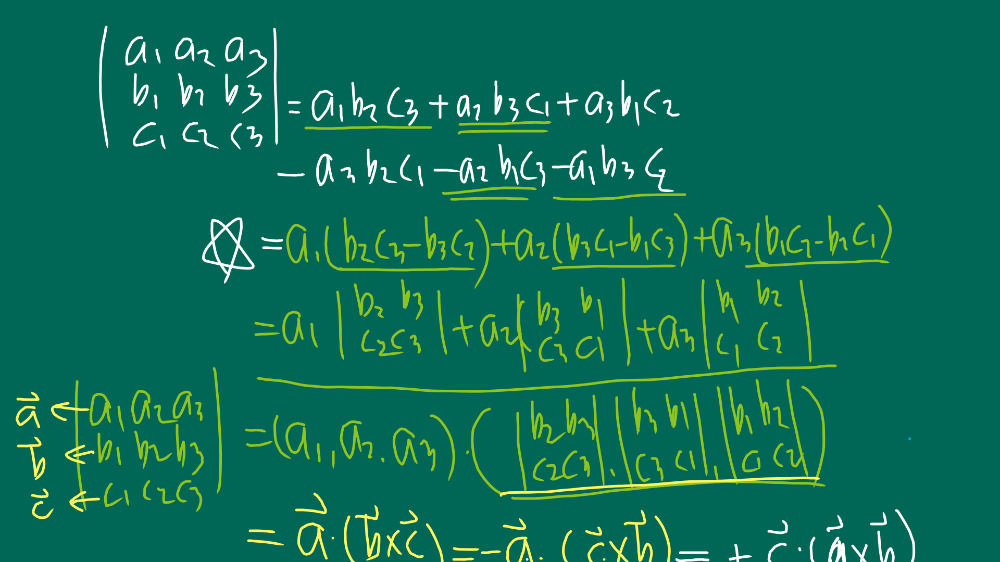 | a₁ a₂ a₃ |
| b₁ b₂ b₃ |
| c₁ c₂ c₃ |
= a₁b₂c₃ + a₂b₃c₁ + a₃b₁c₂
− a₃b₂c₁ − a₂b₁c₃ − a₁b₃c₂
☆ = a₁(b₂c₃ − b₃c₂) + a₂(b₃c₁ − b₁c₃) + a₃(b₁c₂ − b₂c₁)
= a₁ |b₂ b₃; c₂ c₃| + a₂ |b₃ b₁; c₃ c₁| + a₃ |b₁ b₂; c₁ c₂|
a⃗ ← | a₁ a₂ a₃ |
b⃗ ← | b₁ b₂ b₃ |
c⃗ ← | c₁ c₂ c₃ |
= (a₁, a₂, a₃) · (|b₂ b₃; c₂ c₃|, |b₃ b₁; c₃ c₁|, |b₁ b₂; c₁ c₂|)
= a⃗ · (b⃗ × c⃗) = −a⃗ · (c⃗ × b⃗) = + c⃗ · (a⃗ × b⃗)